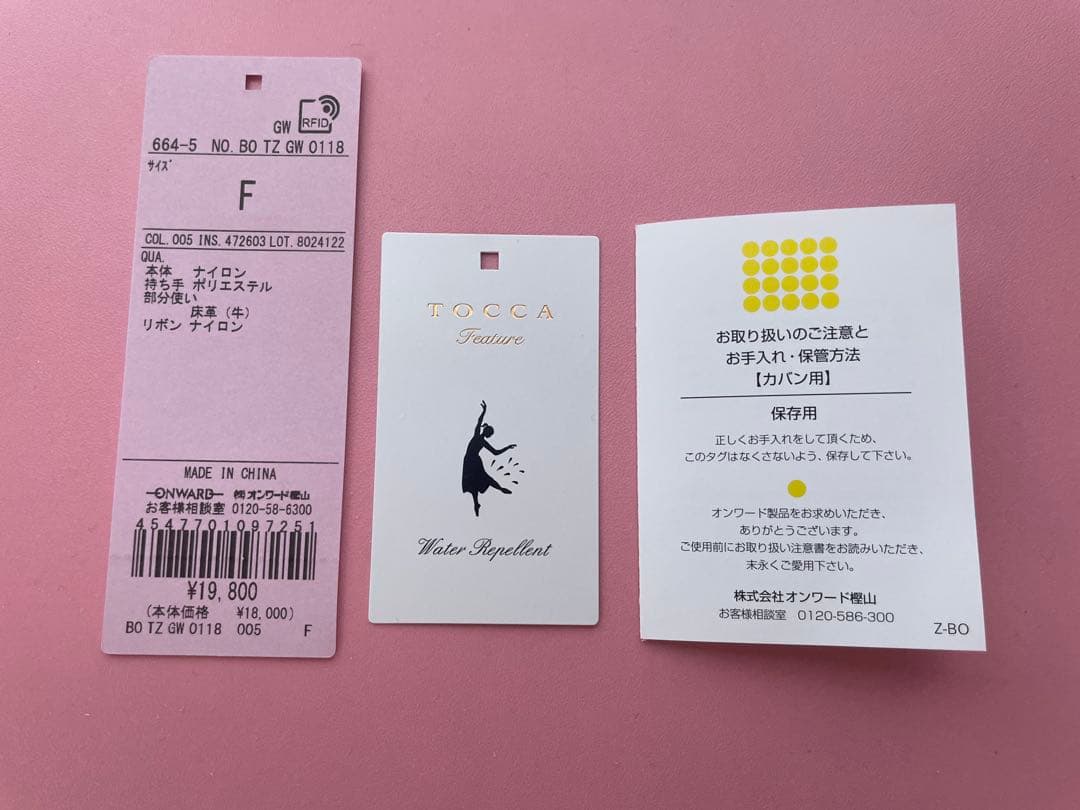 GW RFID
664-5 NO. BO TZ GW 0118
サイズ
F
COL. 005 INS. 472603 LOT. 8024122
QUA.
本体 ナイロン
持ち手 ポリエステル
部分使い
床革(牛)
リボン ナイロン
MADE IN CHINA
ONWARD ㈱オンワード樫山
お客様相談室 0120-58-6300
4547701097251
¥19,800
(本体価格 ¥18,000)
BO TZ GW 0118 005 F
TOCCA
Feature
Water Repellent
お取り扱いのご注意と
お手入れ・保管方法
【カバン用】
保存用
正しくお手入れをして頂くため、
このタグはなくさないよう、保存して下さい。
オンワード製品をお求めいただき、
ありがとうございます。
ご使用前にお取り扱い注意書をお読みいただき、
末永くご愛用下さい。
株式会社オンワード樫山
お客様相談室 0120-586-300
Z-BO